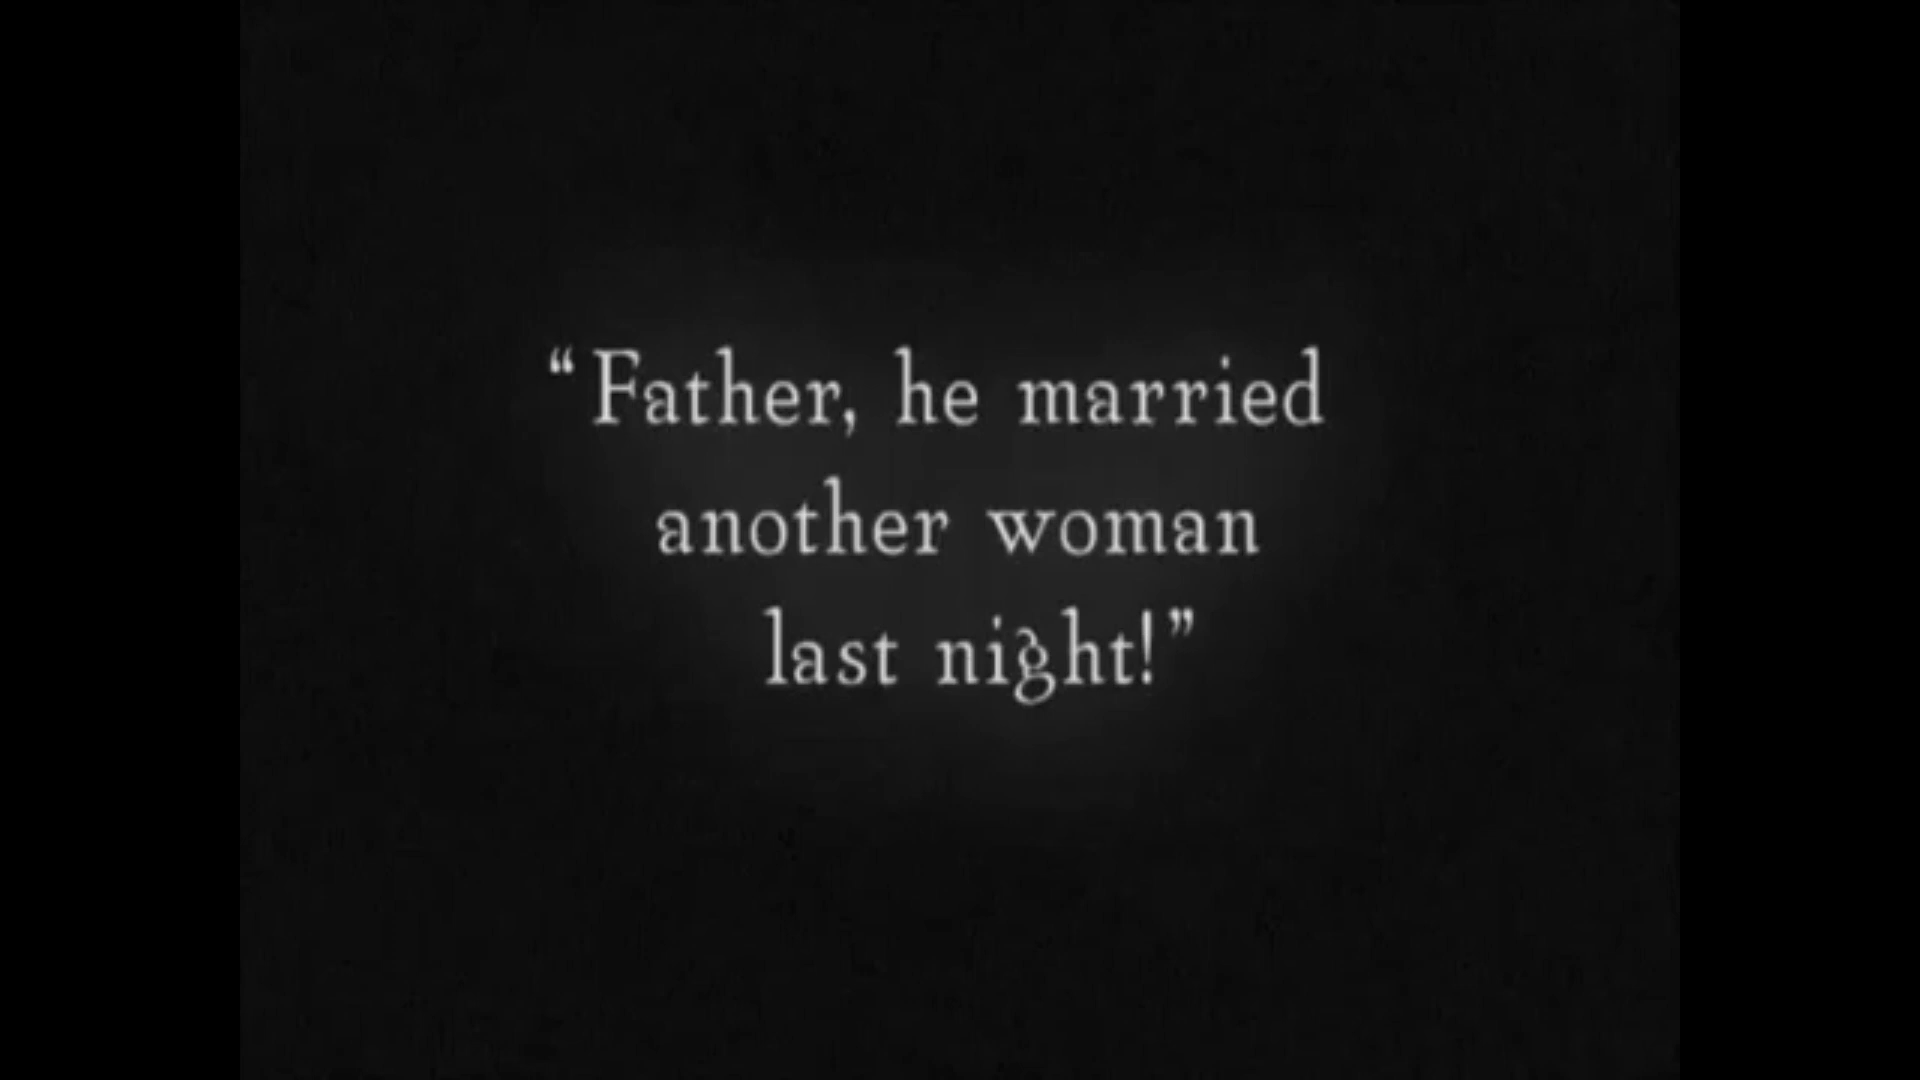 “Father, he married
another woman
last night!”